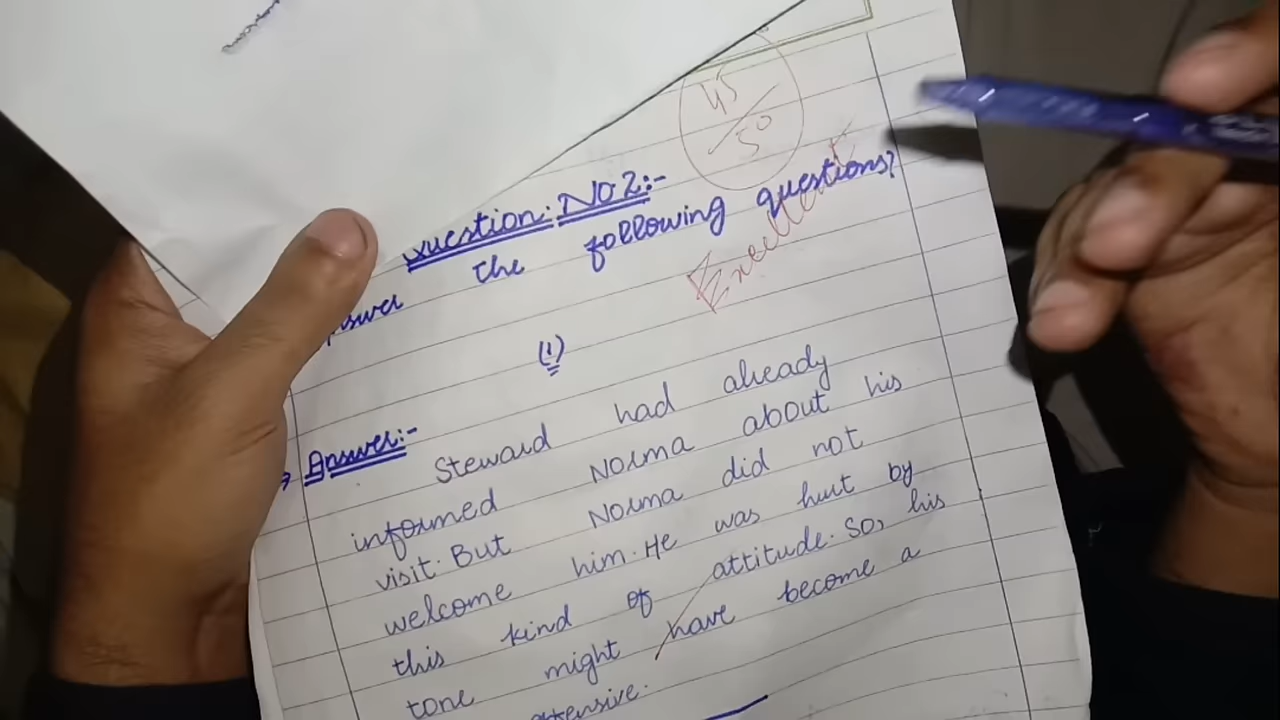 45/50
Question: No 2:-
Answer the following questions?
Excellent
(1)
Answer:-
Steward had already
informed Norma about his
visit. But Norma did not
welcome him. He was hurt by
this kind of attitude. So, his
tone might have become a
offensive.